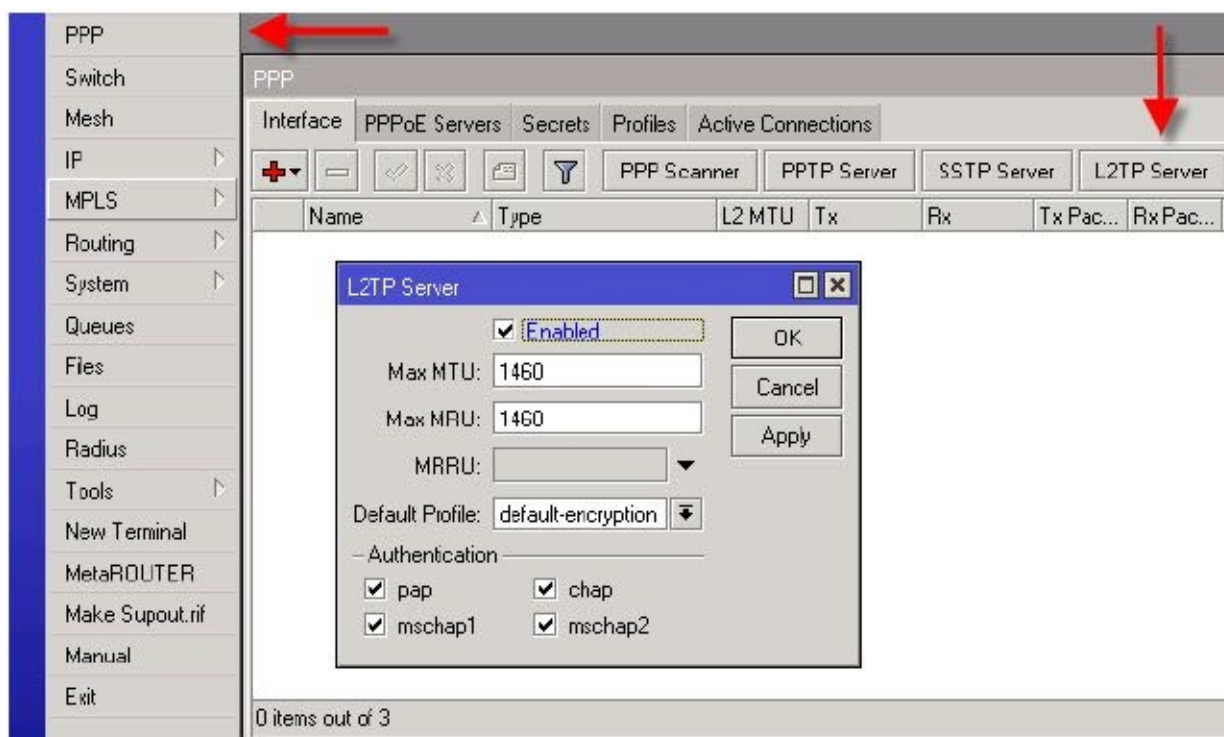 PPP
Switch
Mesh
IP
MPLS
Routing
System
Queues
Files
Log
Radius
Tools
New Terminal
MetaROUTER
Make Supout.rif
Manual
Exit
PPP
Interface PPPoE Servers Secrets Profiles Active Connections
PPP Scanner PPTP Server SSTP Server L2TP Server
Name Type L2 MTU Tx Rx Tx Pac... Rx Pac...
L2TP Server
Enabled
OK
Max MTU: 1460
Cancel
Max MRU: 1460
Apply
MRRU:
Default Profile: default-encryption
Authentication
pap chap
mschap1 mschap2
0 items out of 3